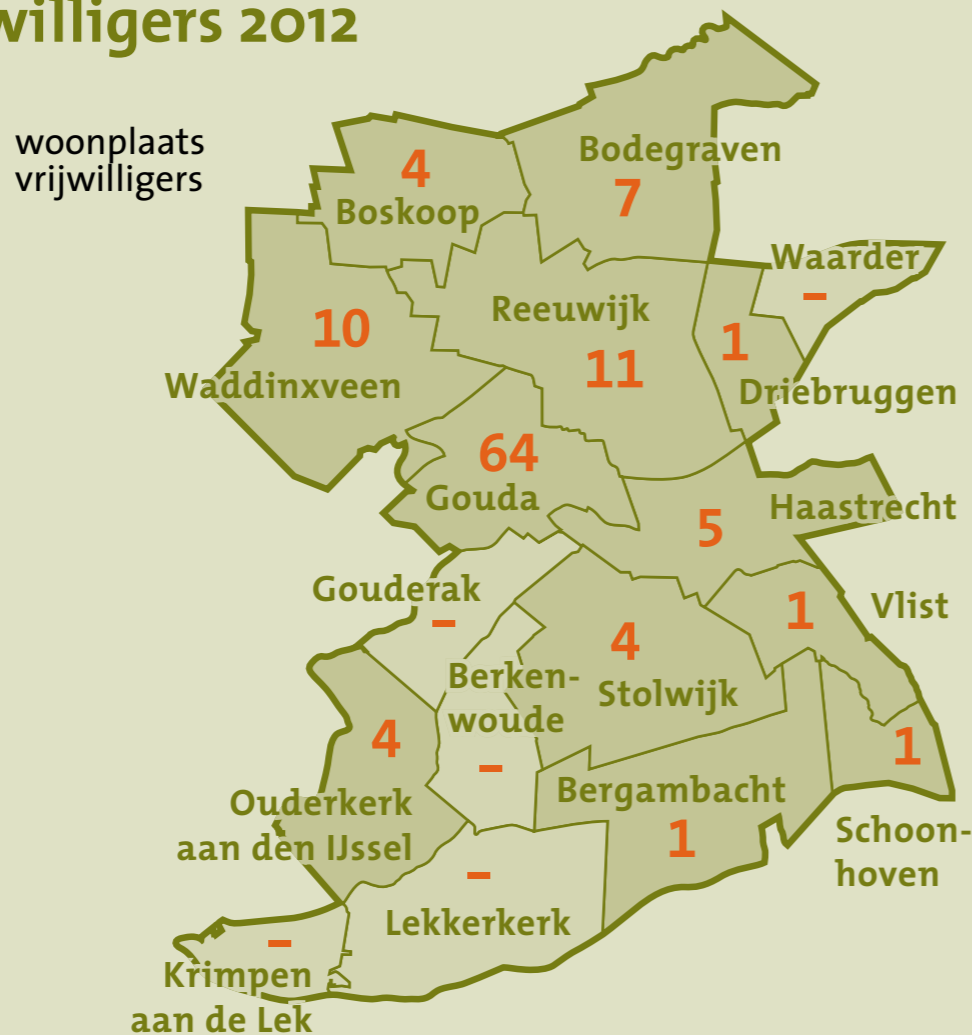 willigers 2012
woonplaats
vrijwilligers
Bodegraven
7
4
Boskoop
Waarder
–
Reeuwijk
11
10
Waddinxveen
1
Driebruggen
64
Gouda
Haastrecht
5
Gouderak
–
Vlist
1
4
Stolwijk
Berken-
woude
–
4
Ouderkerk
aan den IJssel
1
Schoon-
hoven
Bergambacht
1
–
Lekkerkerk
–
Krimpen
aan de Lek